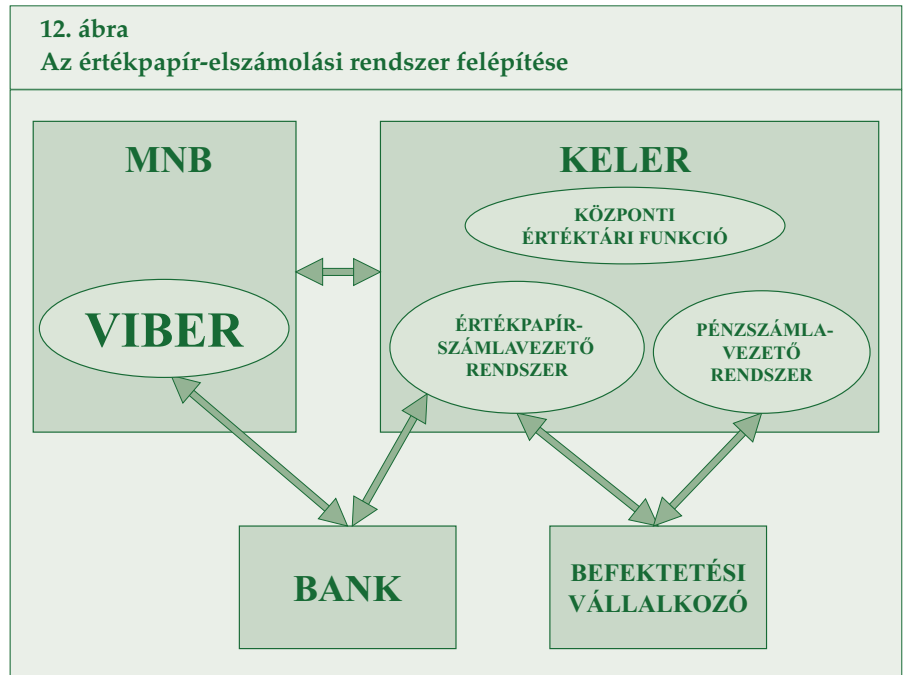 12. ábra
Az értékpapír-elszámolási rendszer felépítése
MNB
VIBER
KELER
KÖZPONTI
ÉRTÉKTÁRI FUNKCIÓ
ÉRTÉKPAPÍR-
SZÁMLAVEZETŐ
RENDSZER
PÉNZSZÁMLA-
VEZETŐ
RENDSZER
BANK
BEFEKTETÉSI
VÁLLALKOZÓ